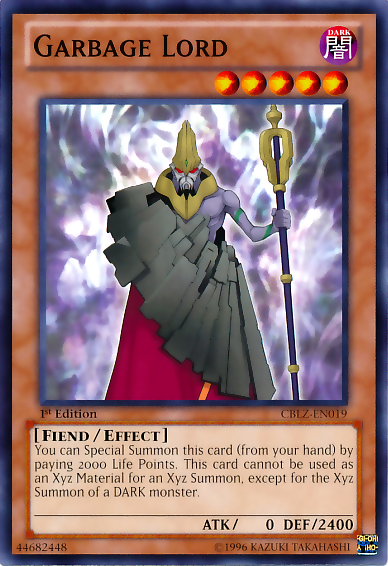 GARBAGE LORD
DARK
闇
1st Edition
CBLZ-EN019
[FIEND/EFFECT]
You can Special Summon this card (from your hand) by
paying 2000 Life Points. This card cannot be used as
an Xyz Material for an Xyz Summon, except for the Xyz
Summon of a DARK monster.
ATK/ 0 DEF/2400
44682448
©1996 KAZUKI TAKAHASHI